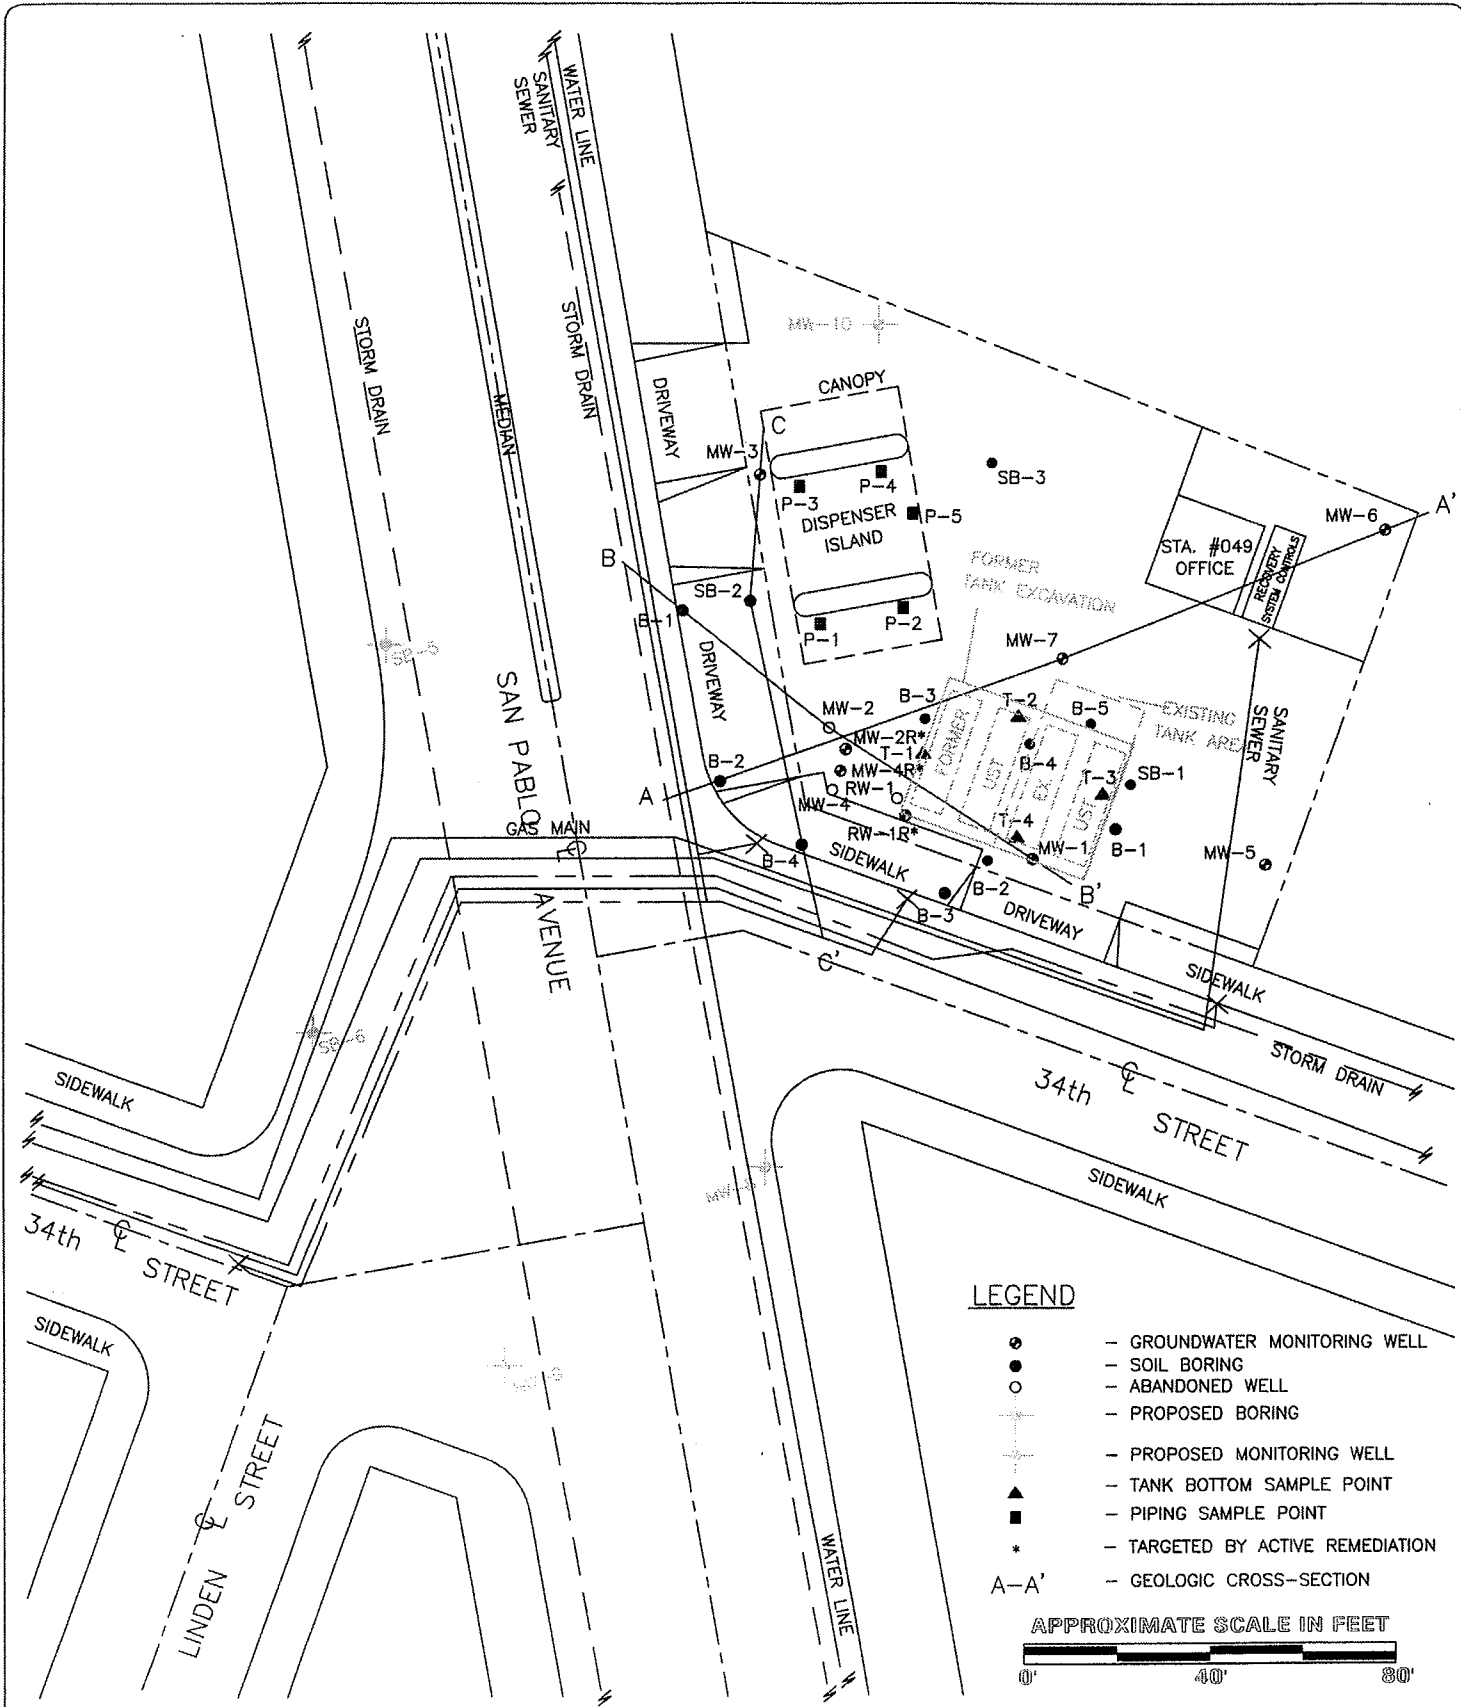 WATER LINE
SANITARY
SEWER
STORM DRAIN
STORM DRAIN
MEDIAN
DRIVEWAY
MW-10
CANOPY
C
MW-3
P-3
P-4
P-5
DISPENSER
ISLAND
SB-3
MW-6
A'
STA. #049
OFFICE
RECOVERY
SYSTEM CONTROLS
B
SB-2
B-1
P-1
P-2
FORMER
TANK EXCAVATION
MW-7
SB-5
SAN PABLO
AVENUE
DRIVEWAY
MW-2
B-3
T-2
B-5
EXISTING
TANK AREA
SANITARY
SEWER
MW-2R*
T-1
MW-4R*
FORMER
UST
B-4
EX.
UST
T-3
SB-1
B-2
A
MW-4
RW-1
RW-1R*
T-4
MW-1
B-1
MW-5
GAS MAIN
B-4
SIDEWALK
B-2
B-3
B'
DRIVEWAY
C'
SIDEWALK
STORM DRAIN
SB-6
SIDEWALK
34th
STREET
SIDEWALK
34th
STREET
SIDEWALK
LINDEN
STREET
WATER LINE
LEGEND
- GROUNDWATER MONITORING WELL
- SOIL BORING
- ABANDONED WELL
- PROPOSED BORING
- PROPOSED MONITORING WELL
- TANK BOTTOM SAMPLE POINT
- PIPING SAMPLE POINT
* - TARGETED BY ACTIVE REMEDIATION
A-A' - GEOLOGIC CROSS-SECTION
APPROXIMATE SCALE IN FEET
0' 40' 80'